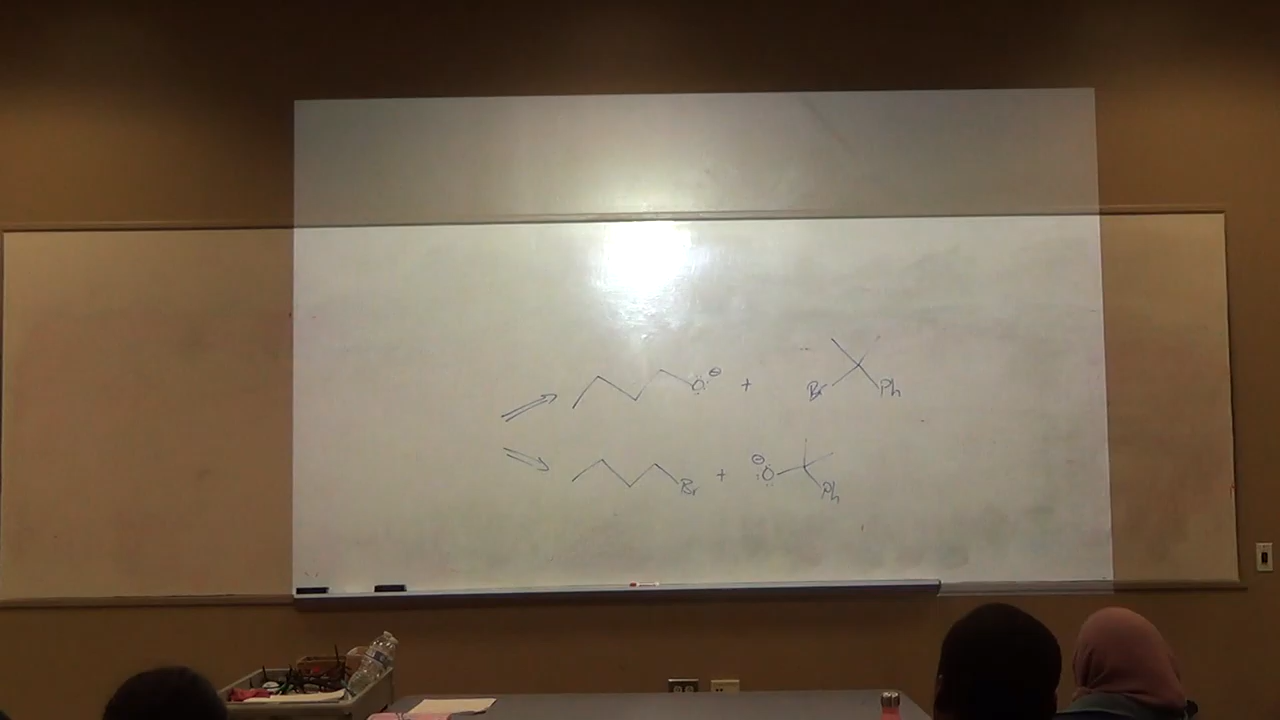 Ö:⊖ + Br Ph
Br + ⊖:Ö Ph